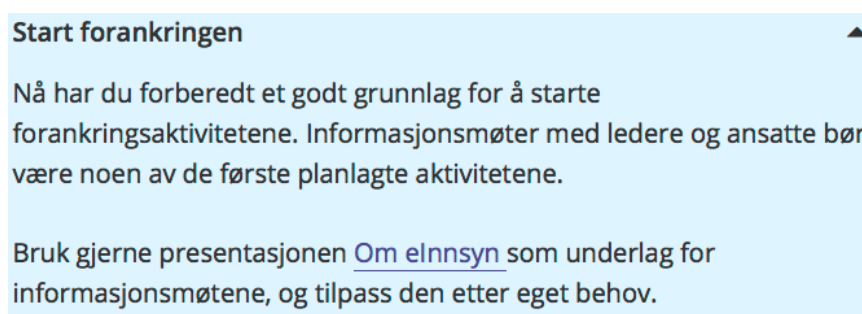 Start forankringen
Nå har du forberedt et godt grunnlag for å starte
forankringsaktivitetene. Informasjonsmøter med ledere og ansatte bør
være noen av de første planlagte aktivitetene.
Bruk gjerne presentasjonen Om eInnsyn som underlag for
informasjonsmøtene, og tilpass den etter eget behov.